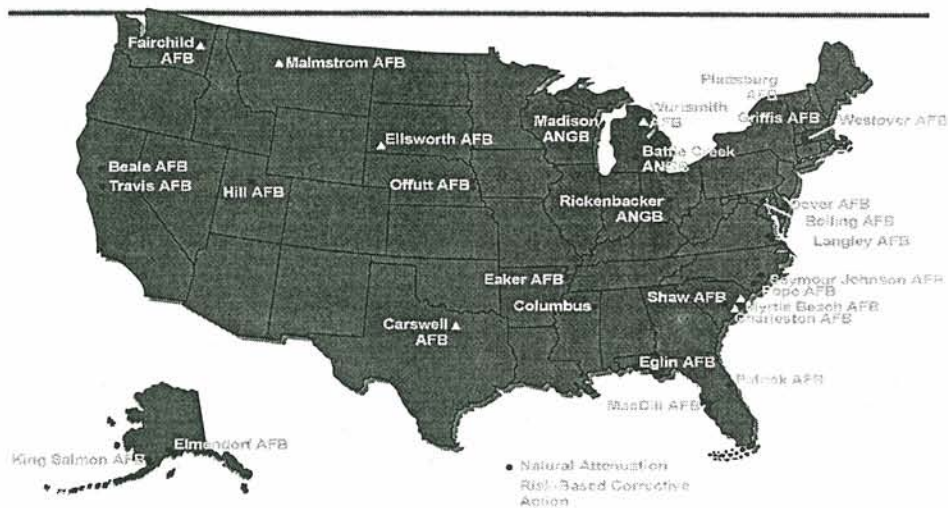 Fairchild
AFB
Malmstrom AFB
Plattsburg
AFB
Wurdsmith
AFB
Madison
ANGB
Griffis AFB
Westover AFB
Ellsworth AFB
Battle Creek
ANGB
Beale AFB
Travis AFB
Hill AFB
Offutt AFB
Rickenbacker
ANGB
Dover AFB
Bolling AFB
Langley AFB
Eaker AFB
Seymour Johnson AFB
Columbus
Shaw AFB
Pope AFB
Myrtle Beach AFB
Charleston AFB
Carswell
AFB
Eglin AFB
Patrick AFB
MacDill AFB
Elmendorf AFB
King Salmon AFB
Natural Attenuation
Risk-Based Corrective
Action